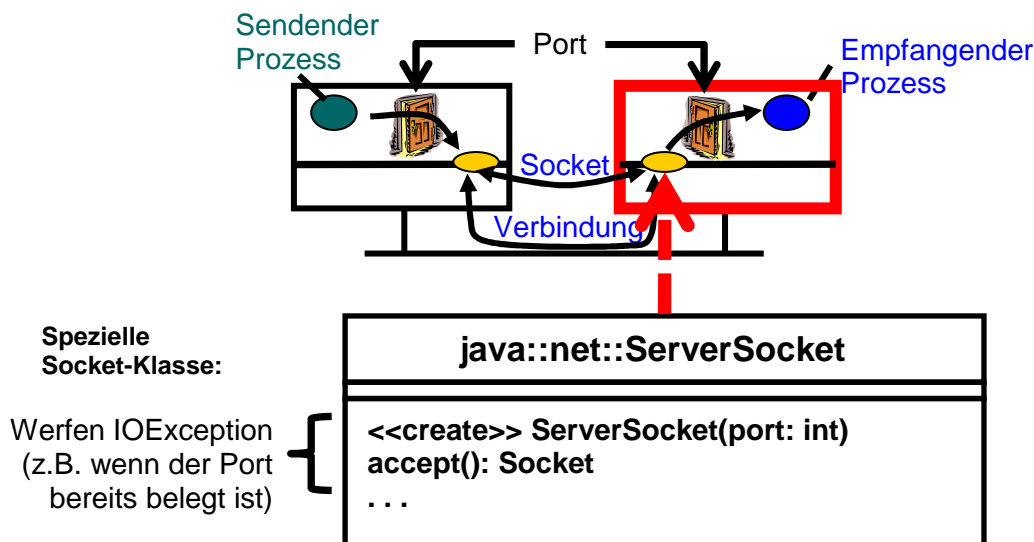 Sendender
Prozess
Port
Empfangender
Prozess
Socket
Verbindung
Spezielle
Socket-Klasse:
java::net::ServerSocket
Werfen IOException
(z.B. wenn der Port
bereits belegt ist)
<<create>> ServerSocket(port: int)
accept(): Socket
. . .